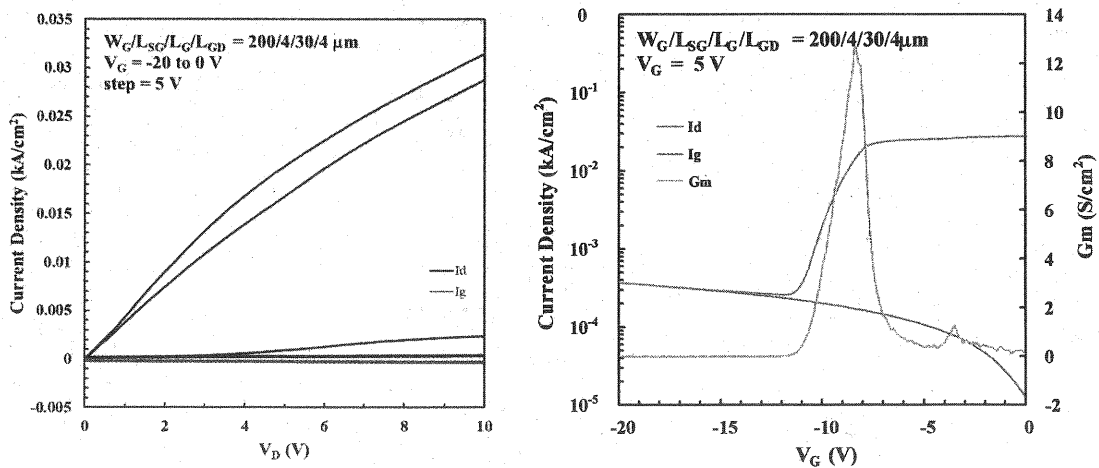 W_G/L_SG/L_G/L_GD = 200/4/30/4 μm
V_G = -20 to 0 V
step = 5 V
Current Density (kA/cm²)
0.035
0.03
0.025
0.02
0.015
0.01
0.005
0
-0.005
Id
Ig
0
2
4
6
8
10
V_D (V)
W_G/L_SG/L_G/L_GD = 200/4/30/4μm
V_G = 5 V
Current Density (kA/cm²)
0
10⁻¹
10⁻²
10⁻³
10⁻⁴
10⁻⁵
Id
Ig
Gm
14
12
10
8
6
4
2
0
-2
Gm (S/cm²)
-20
-15
-10
-5
0
V_G (V)